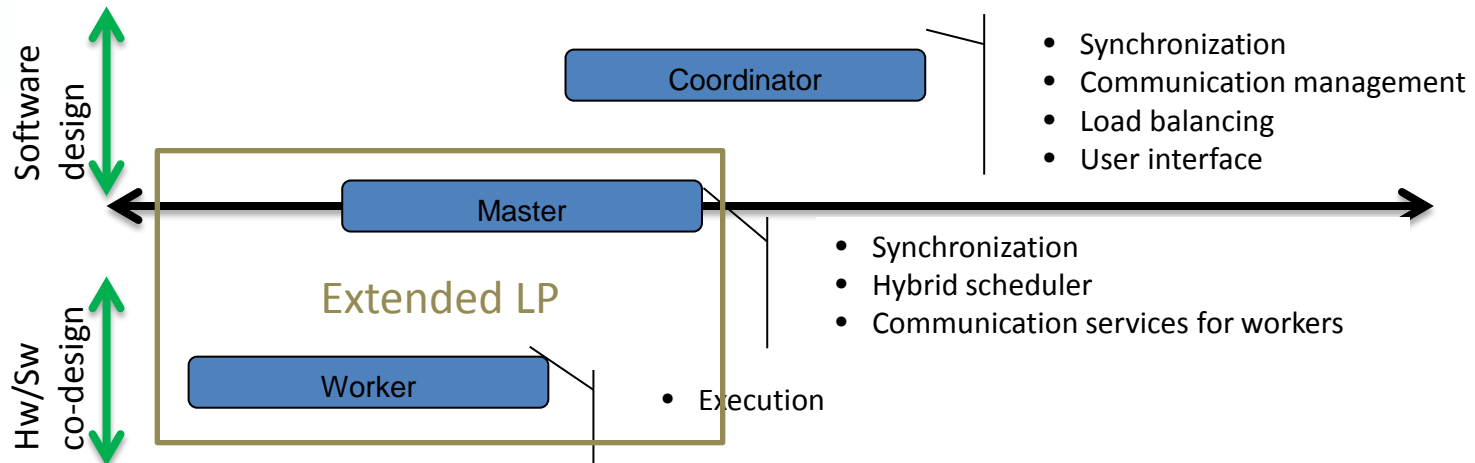 Software
design
Coordinator
• Synchronization
• Communication management
• Load balancing
• User interface
Master
• Synchronization
• Hybrid scheduler
• Communication services for workers
Extended LP
Hw/Sw
co-design
Worker
• Execution